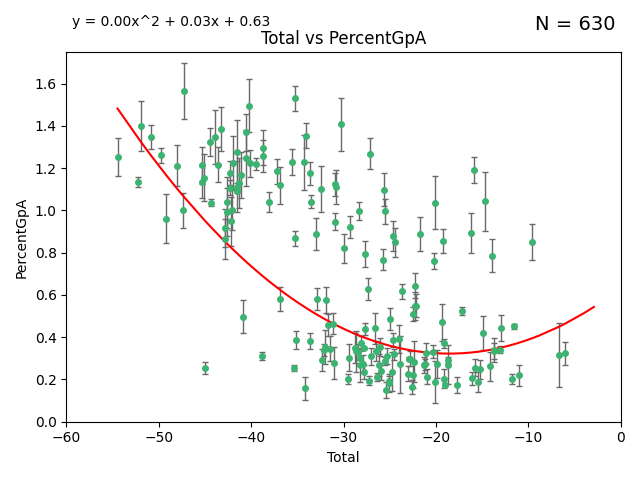 y = 0.00x^2 + 0.03x + 0.63
N = 630
Total vs PercentGpA
PercentGpA
1.6
1.4
1.2
1.0
0.8
0.6
0.4
0.2
0.0
−60 −50 −40 −30 −20 −10 0
Total